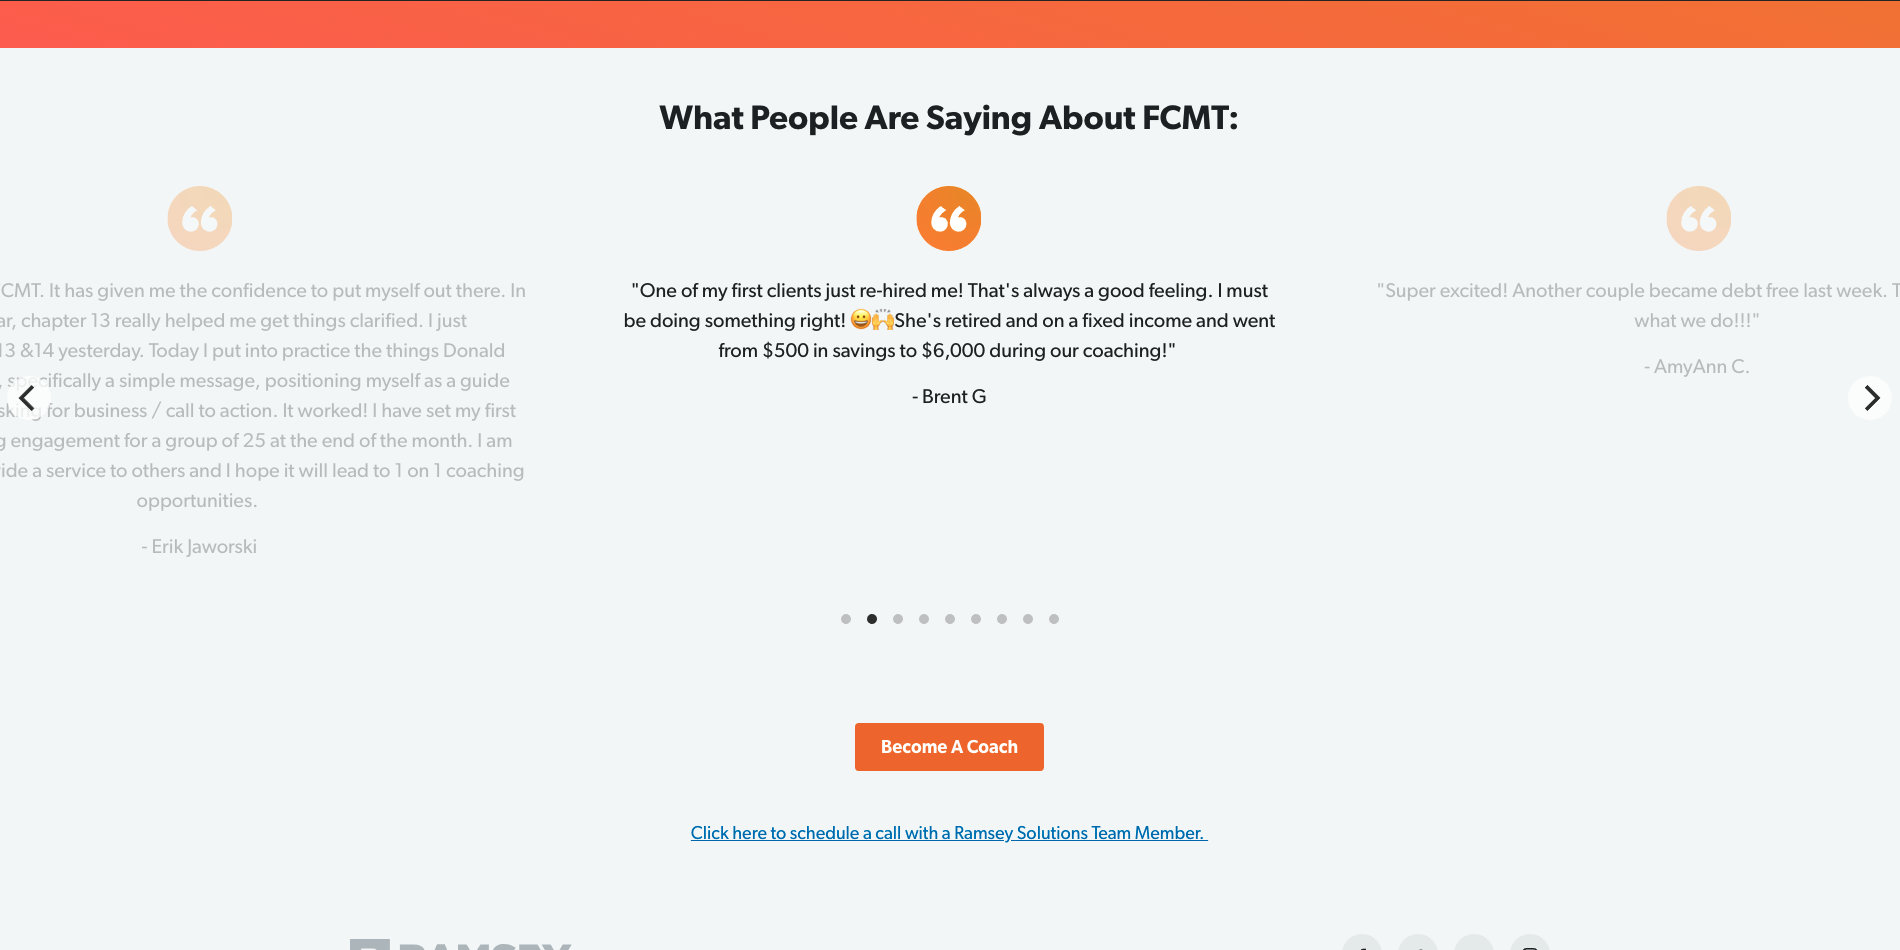 What People Are Saying About FCMT:
CMT. It has given me the confidence to put myself out there. In
ar, chapter 13 really helped me get things clarified. I just
13 &14 yesterday. Today I put into practice the things Donald
, specifically a simple message, positioning myself as a guide
sking for business / call to action. It worked! I have set my first
g engagement for a group of 25 at the end of the month. I am
ide a service to others and I hope it will lead to 1 on 1 coaching
opportunities.
- Erik Jaworski
"One of my first clients just re-hired me! That's always a good feeling. I must
be doing something right! 😀🙌She's retired and on a fixed income and went
from $500 in savings to $6,000 during our coaching!"
- Brent G
"Super excited! Another couple became debt free last week. T
what we do!!!"
- AmyAnn C.
Become A Coach
Click here to schedule a call with a Ramsey Solutions Team Member.
RAMSEY